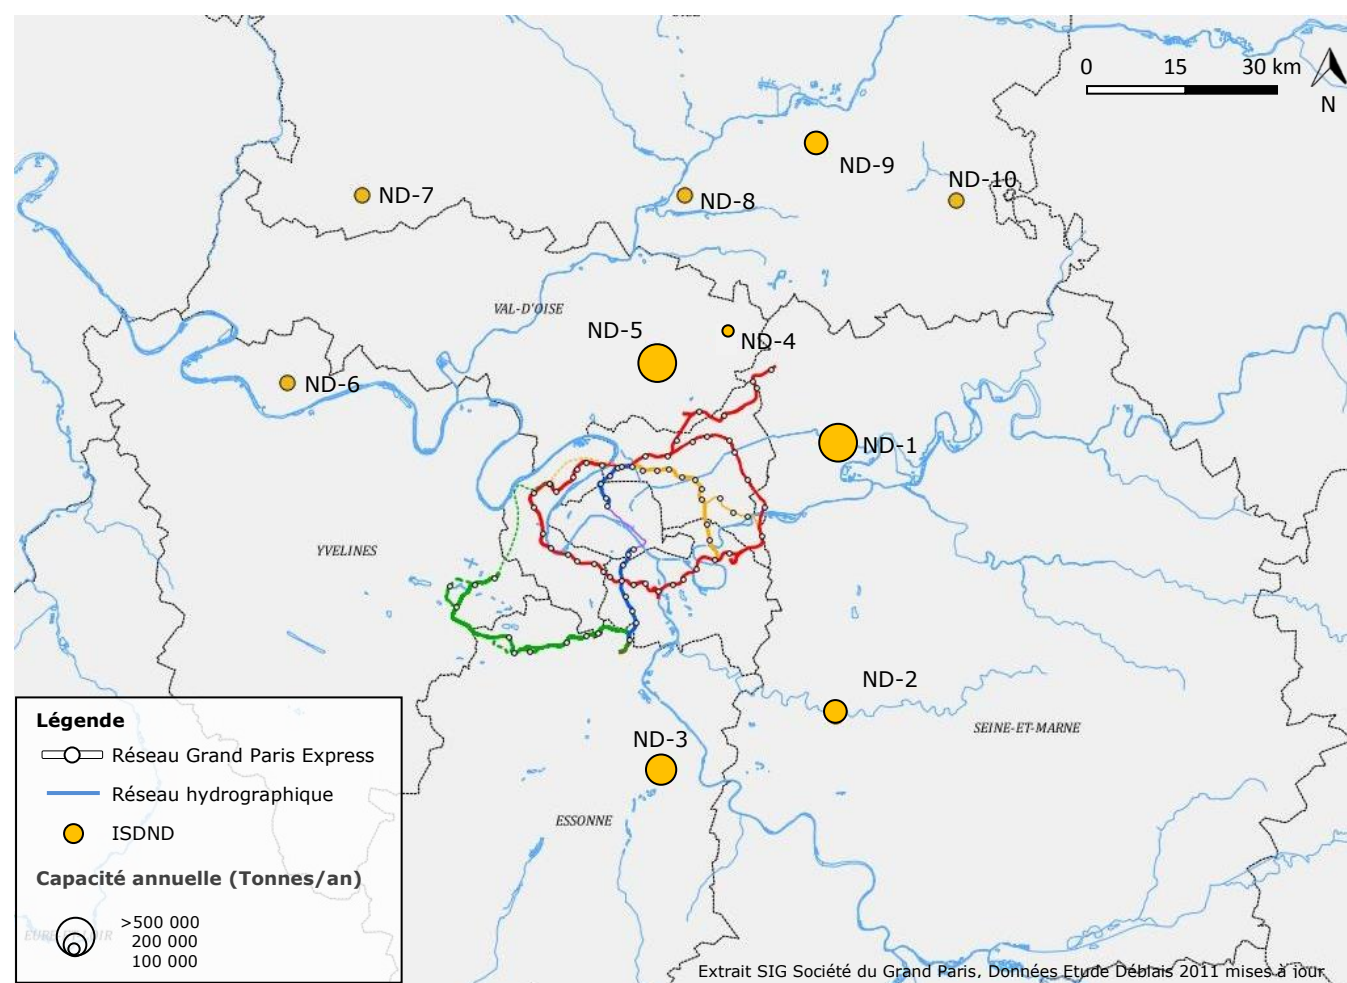 0 15 30 km
N
ND-9
ND-10
ND-7
ND-8
VAL-D'OISE
ND-5
ND-4
ND-6
ND-1
YVELINES
ND-2
SEINE-ET-MARNE
ND-3
ESSONNE
Légende
Réseau Grand Paris Express
Réseau hydrographique
ISDND
Capacité annuelle (Tonnes/an)
>500 000
200 000
100 000
EURE-ET-LOIR
Extrait SIG Société du Grand Paris, Données Etude Déblais 2011 mises à jour